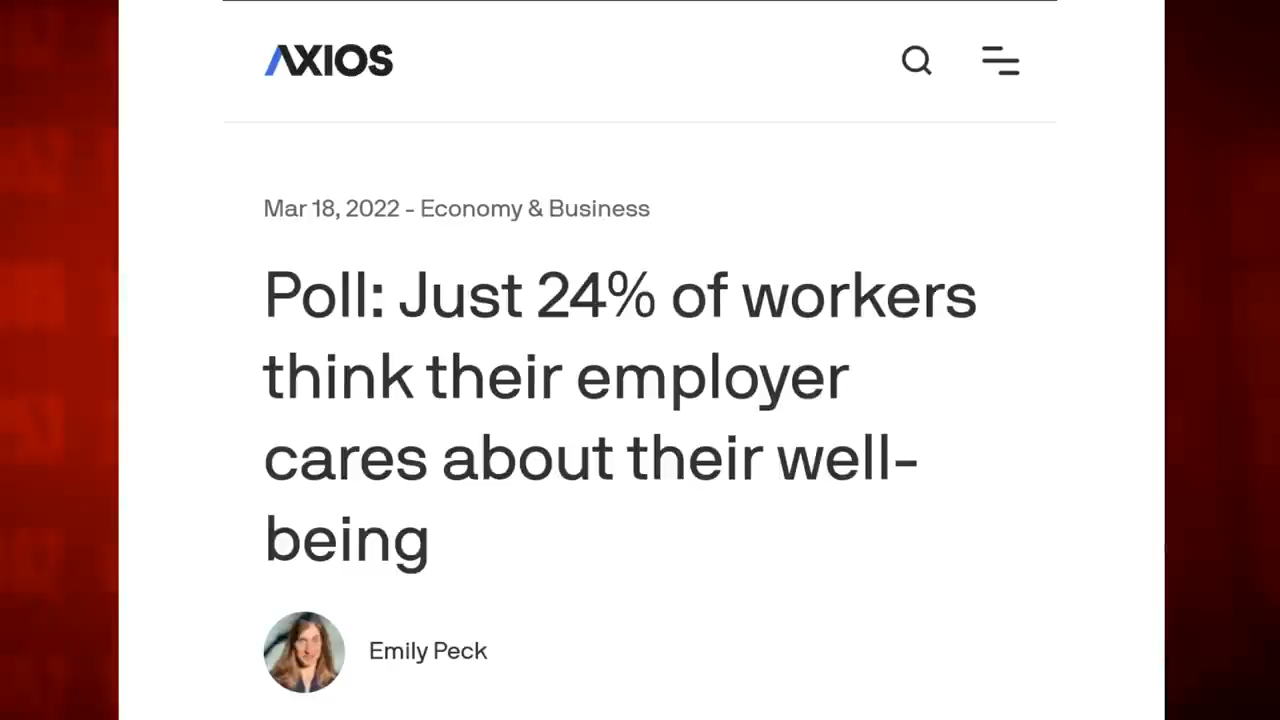 AXIOS
Mar 18, 2022 - Economy & Business
Poll: Just 24% of workers
think their employer
cares about their well-
being
Emily Peck